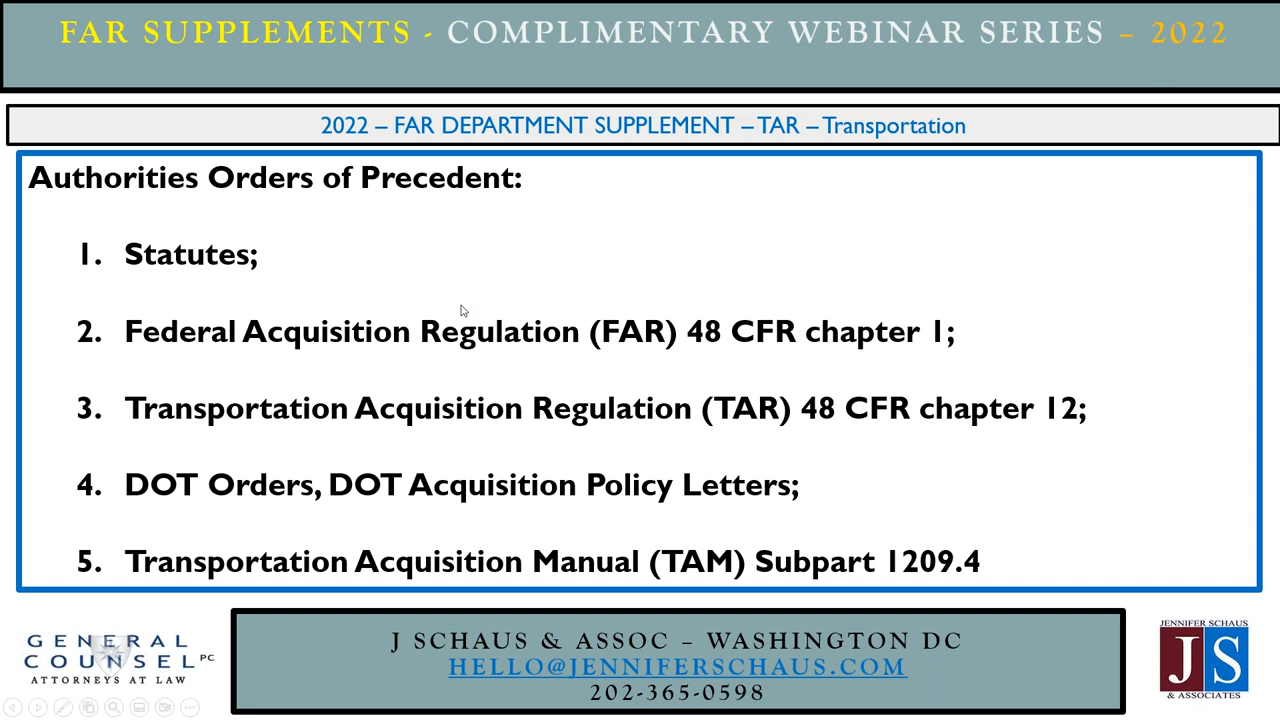 FAR SUPPLEMENTS - COMPLIMENTARY WEBINAR SERIES – 2022
2022 – FAR DEPARTMENT SUPPLEMENT – TAR – Transportation
Authorities Orders of Precedent:
1. Statutes;
2. Federal Acquisition Regulation (FAR) 48 CFR chapter 1;
3. Transportation Acquisition Regulation (TAR) 48 CFR chapter 12;
4. DOT Orders, DOT Acquisition Policy Letters;
5. Transportation Acquisition Manual (TAM) Subpart 1209.4
GENERAL
COUNSEL PC
ATTORNEYS AT LAW
J SCHAUS & ASSOC – WASHINGTON DC
HELLO@JENNIFERSCHAUS.COM
202-365-0598
JENNIFER SCHAUS
JS
& ASSOCIATES